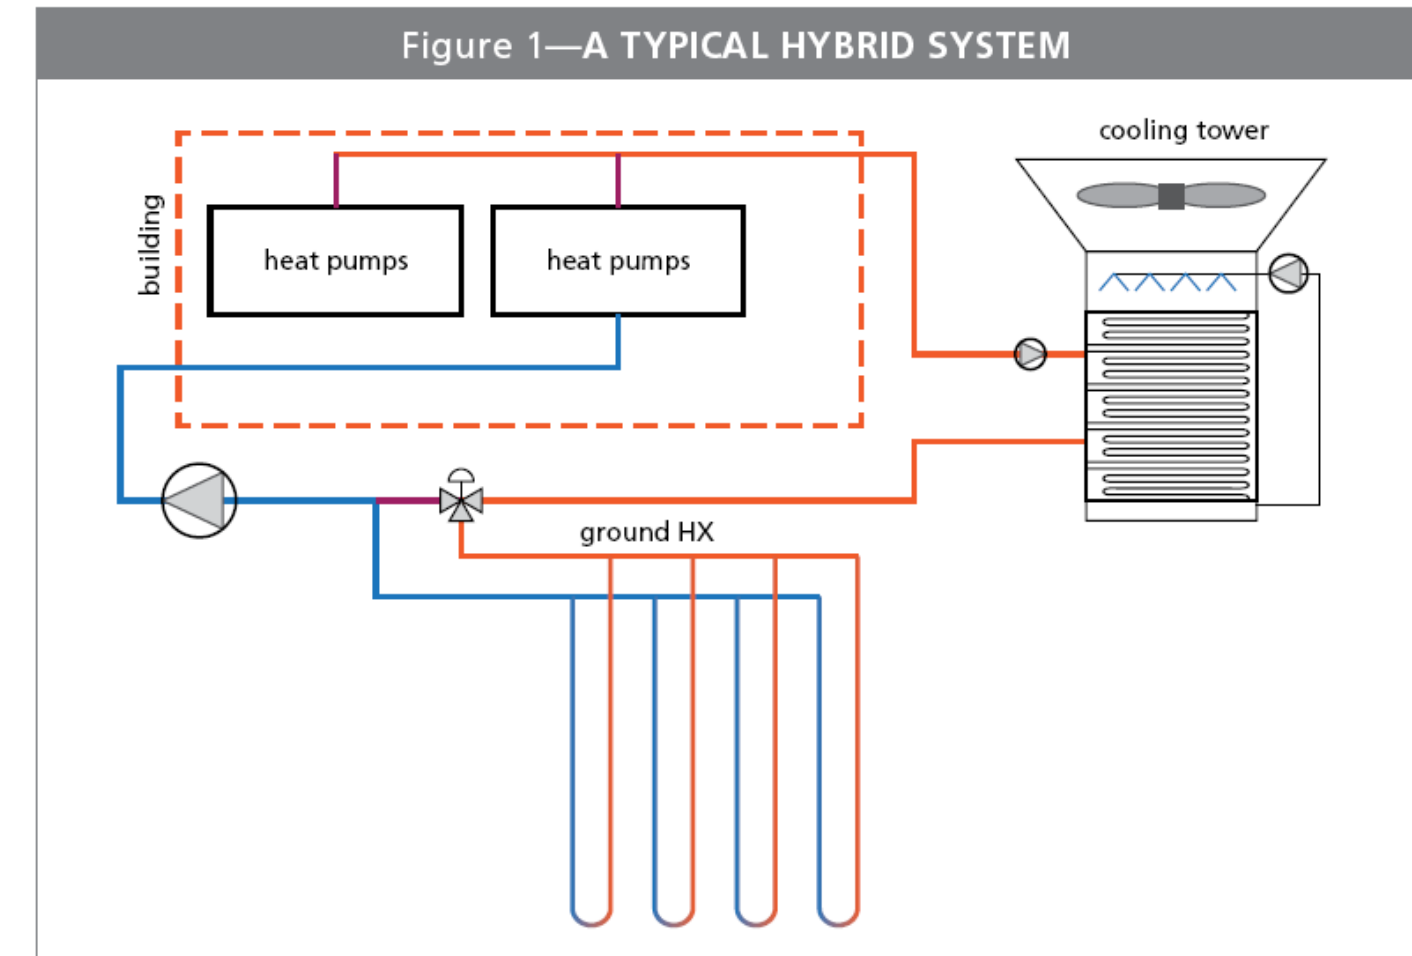 Figure 1—A TYPICAL HYBRID SYSTEM
cooling tower
building
heat pumps
heat pumps
ground HX